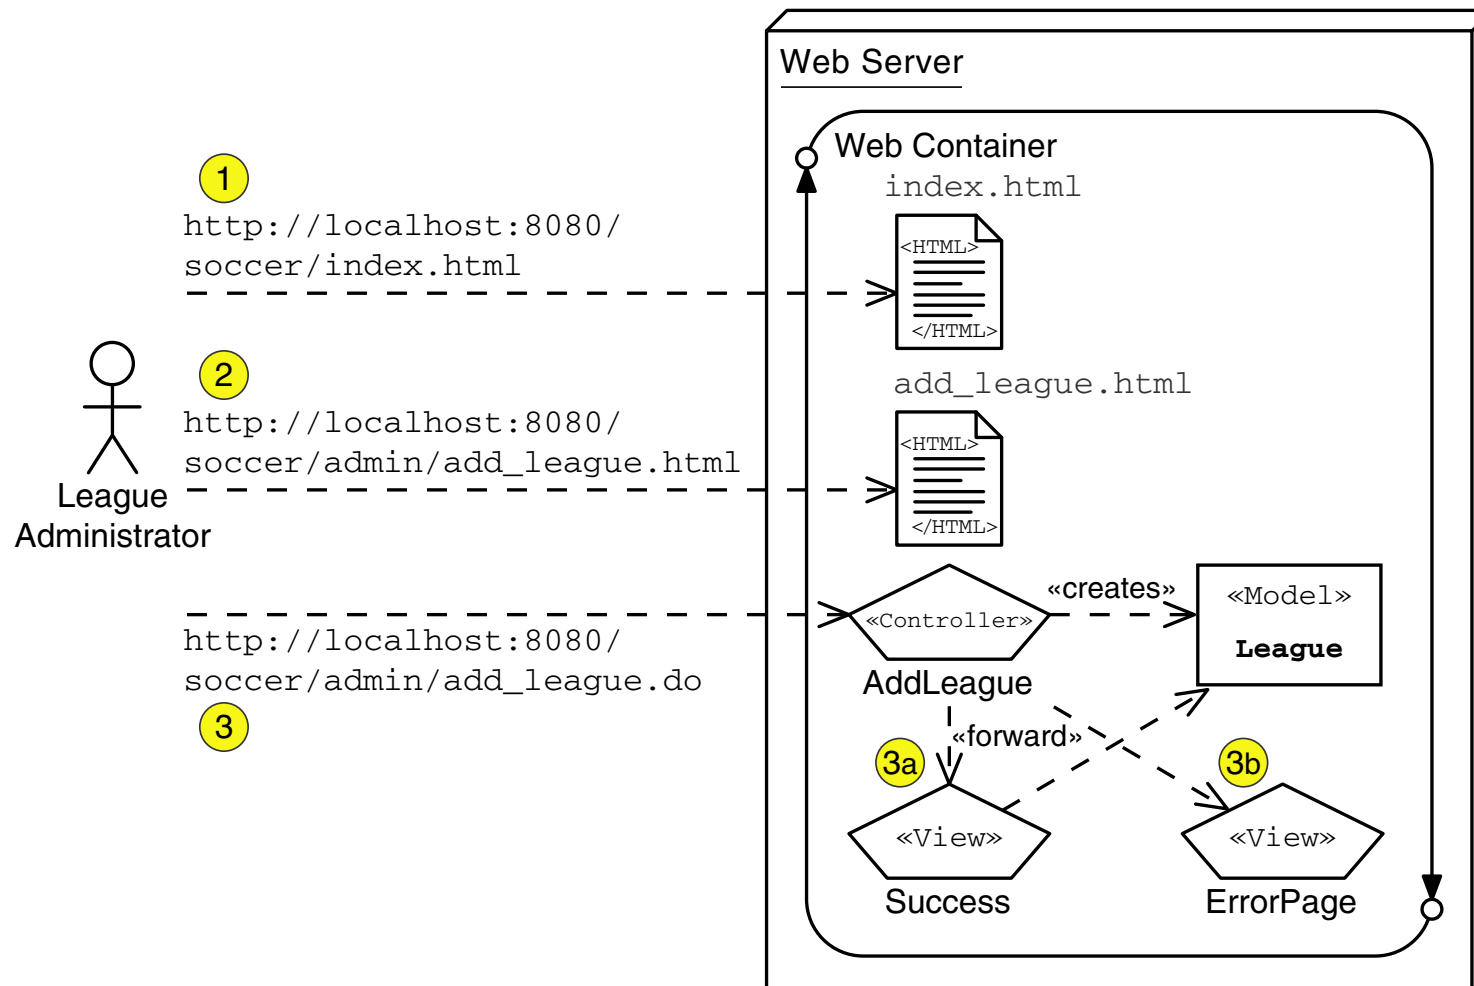 Web Server
Web Container
index.html
1
http://localhost:8080/
soccer/index.html
<HTML>
</HTML>
2
http://localhost:8080/
soccer/admin/add_league.html
add_league.html
<HTML>
</HTML>
League
Administrator
http://localhost:8080/
soccer/admin/add_league.do
3
«Controller»
AddLeague
«creates»
«Model»
League
«forward»
3a
3b
«View»
Success
«View»
ErrorPage